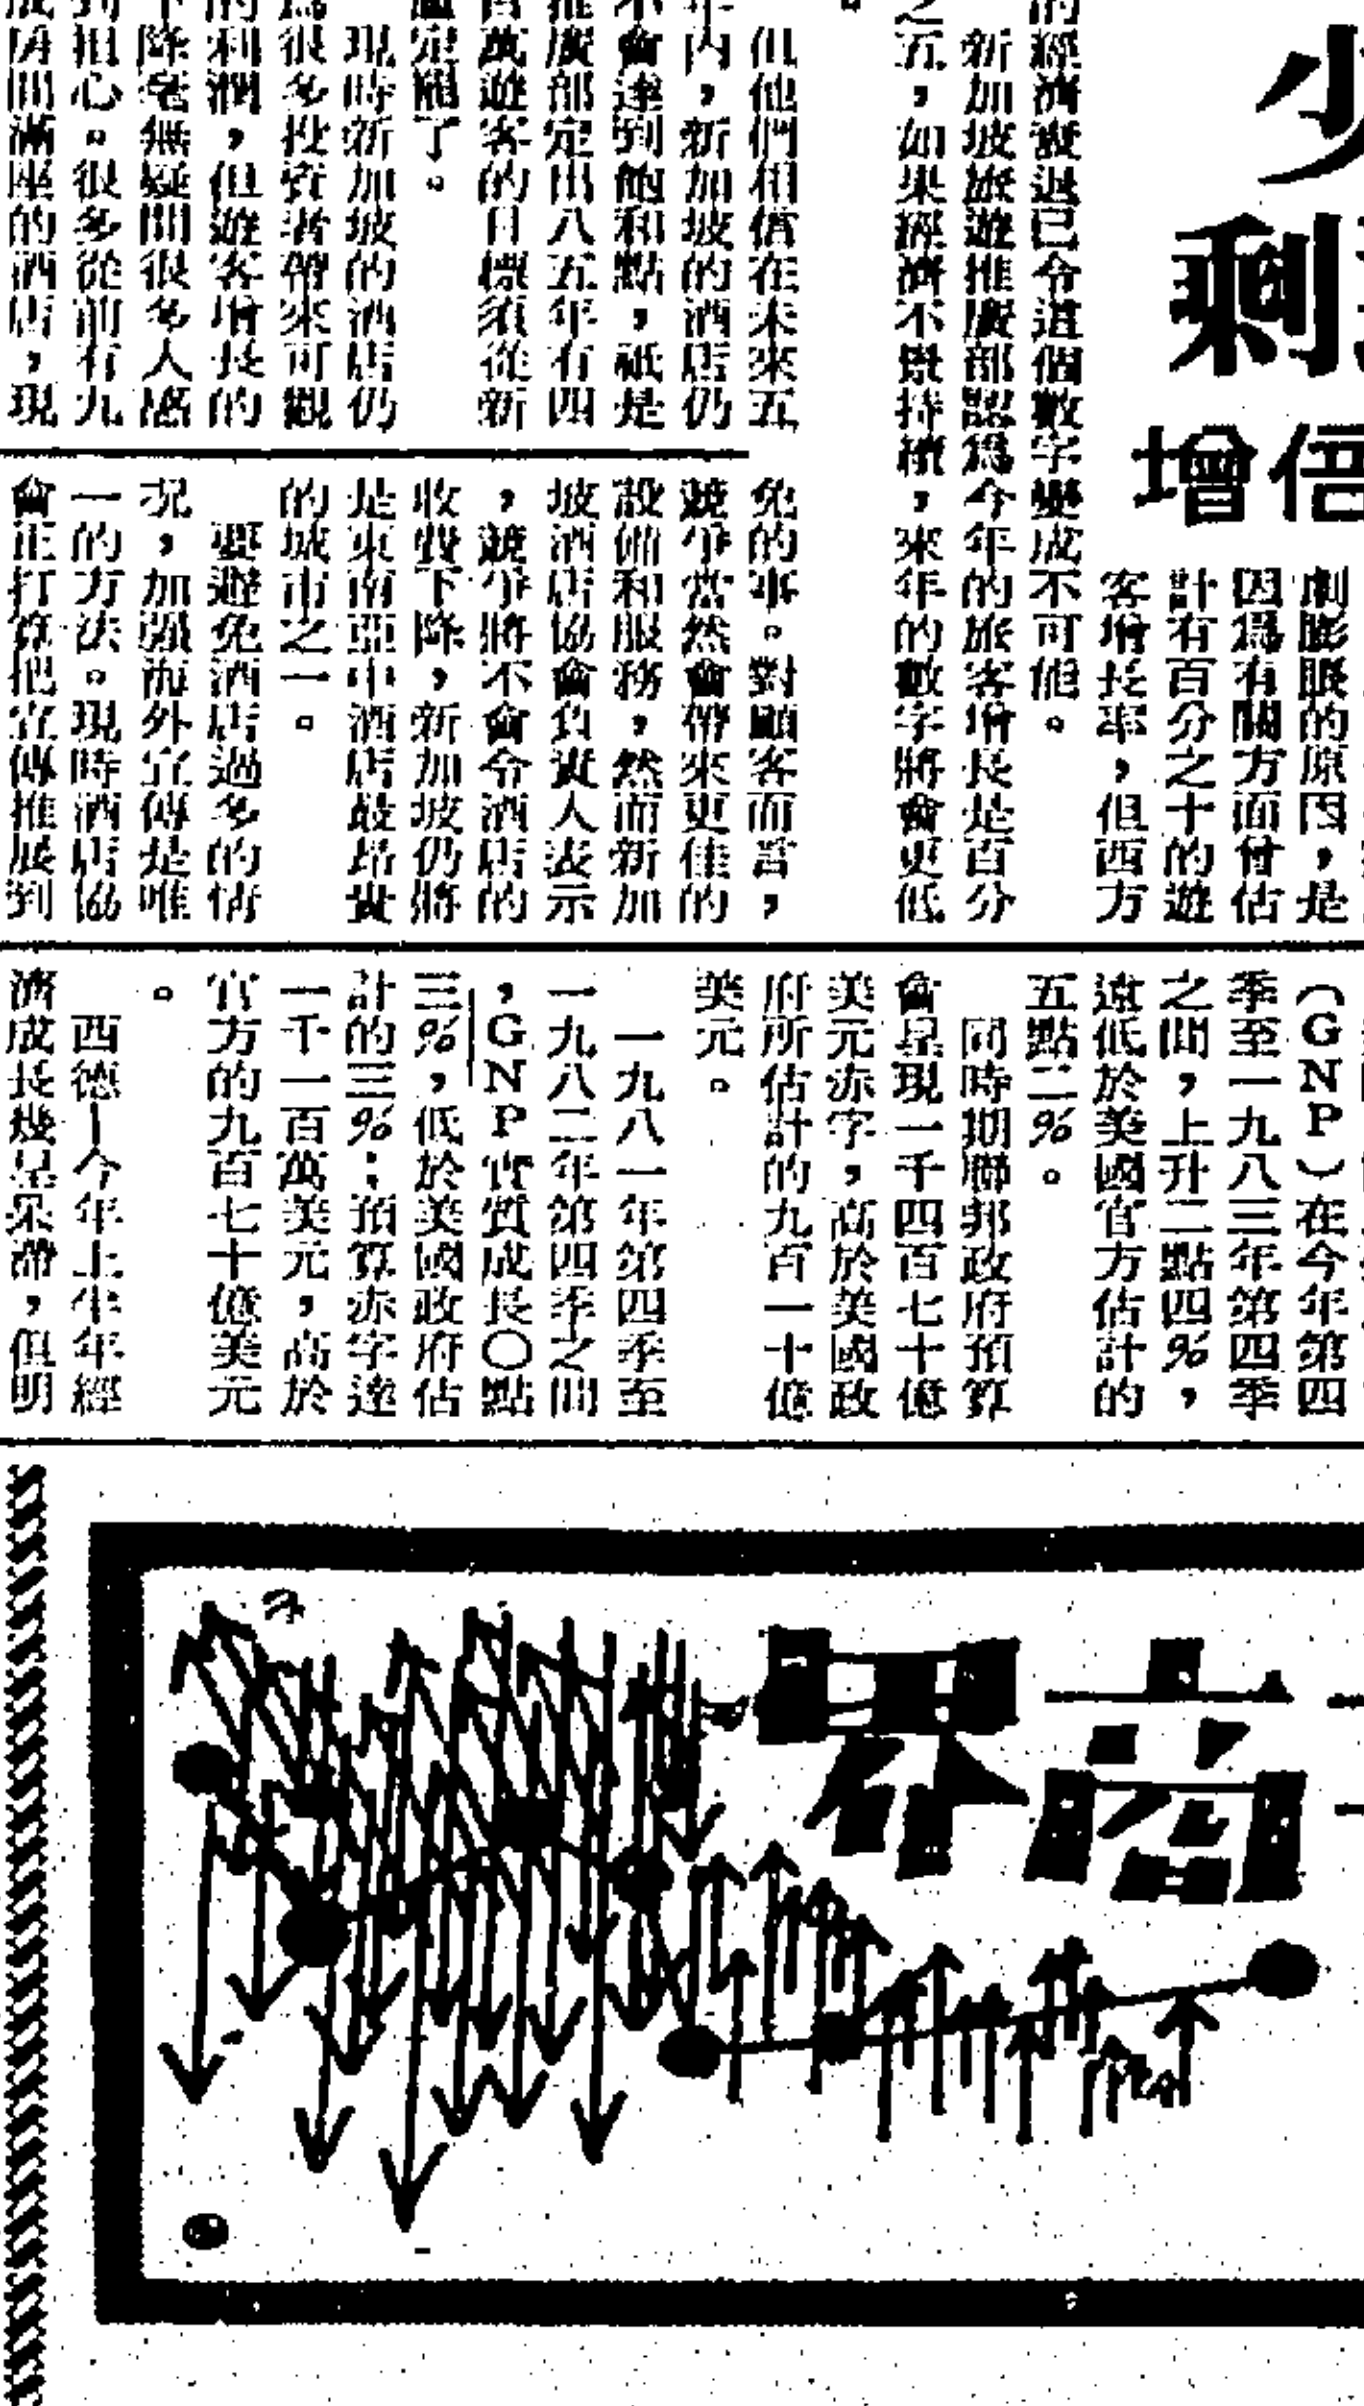 少
剩
增倍
劇膨脹的原因，是
因爲有關方面曾估
計有百分之十的遊
客增長率，但西方
的經濟衰退已令這個數字變成不可能。
新加坡旅遊推廣部認爲今年的旅客增長是百分
之五，如果經濟不景持續，來年的數字將會更低
。
但他們相信在未來五
年內，新加坡的酒店仍
不會達到飽和點，祇是
推廣部定出八五年有四
百萬遊客的目標須從新
定罷了。
現時新加坡的酒店仍
爲很多投資者帶來可觀
的利潤，但遊客增長的
下降毫無疑問很多人感
到担心。很多從前有九
成房間滿座的酒店，現
免的事。對顧客而言，
競爭當然會帶來更佳的
設備和服務，然而新加
坡酒店協會負責人表示
，競爭將不會令酒店的
收費下降，新加坡仍將
是東南亞中酒店最昂貴
的城市之一。
要避免酒店過多的情
況，加强海外宣傳是唯
一的方法。現時酒店協
會正打算把宣傳推展到
（GNP）在今年第四
季至一九八三年第四季
之間，上升二點四％，
遠低於美國官方估計的
五點二％。
同時期聯邦政府預算
會呈現一千四百七十億
美元赤字，高於美國政
府所估計的九百一十億
美元。
一九八一年第四季至
一九八二年第四季之間
，GNP實質成長〇點
三％，低於美國政府估
計的三％；預算赤字達
一千一百萬美元，高於
官方的九百七十億美元
。
西德—今年上半年經
濟成長幾呈呆滯，但明